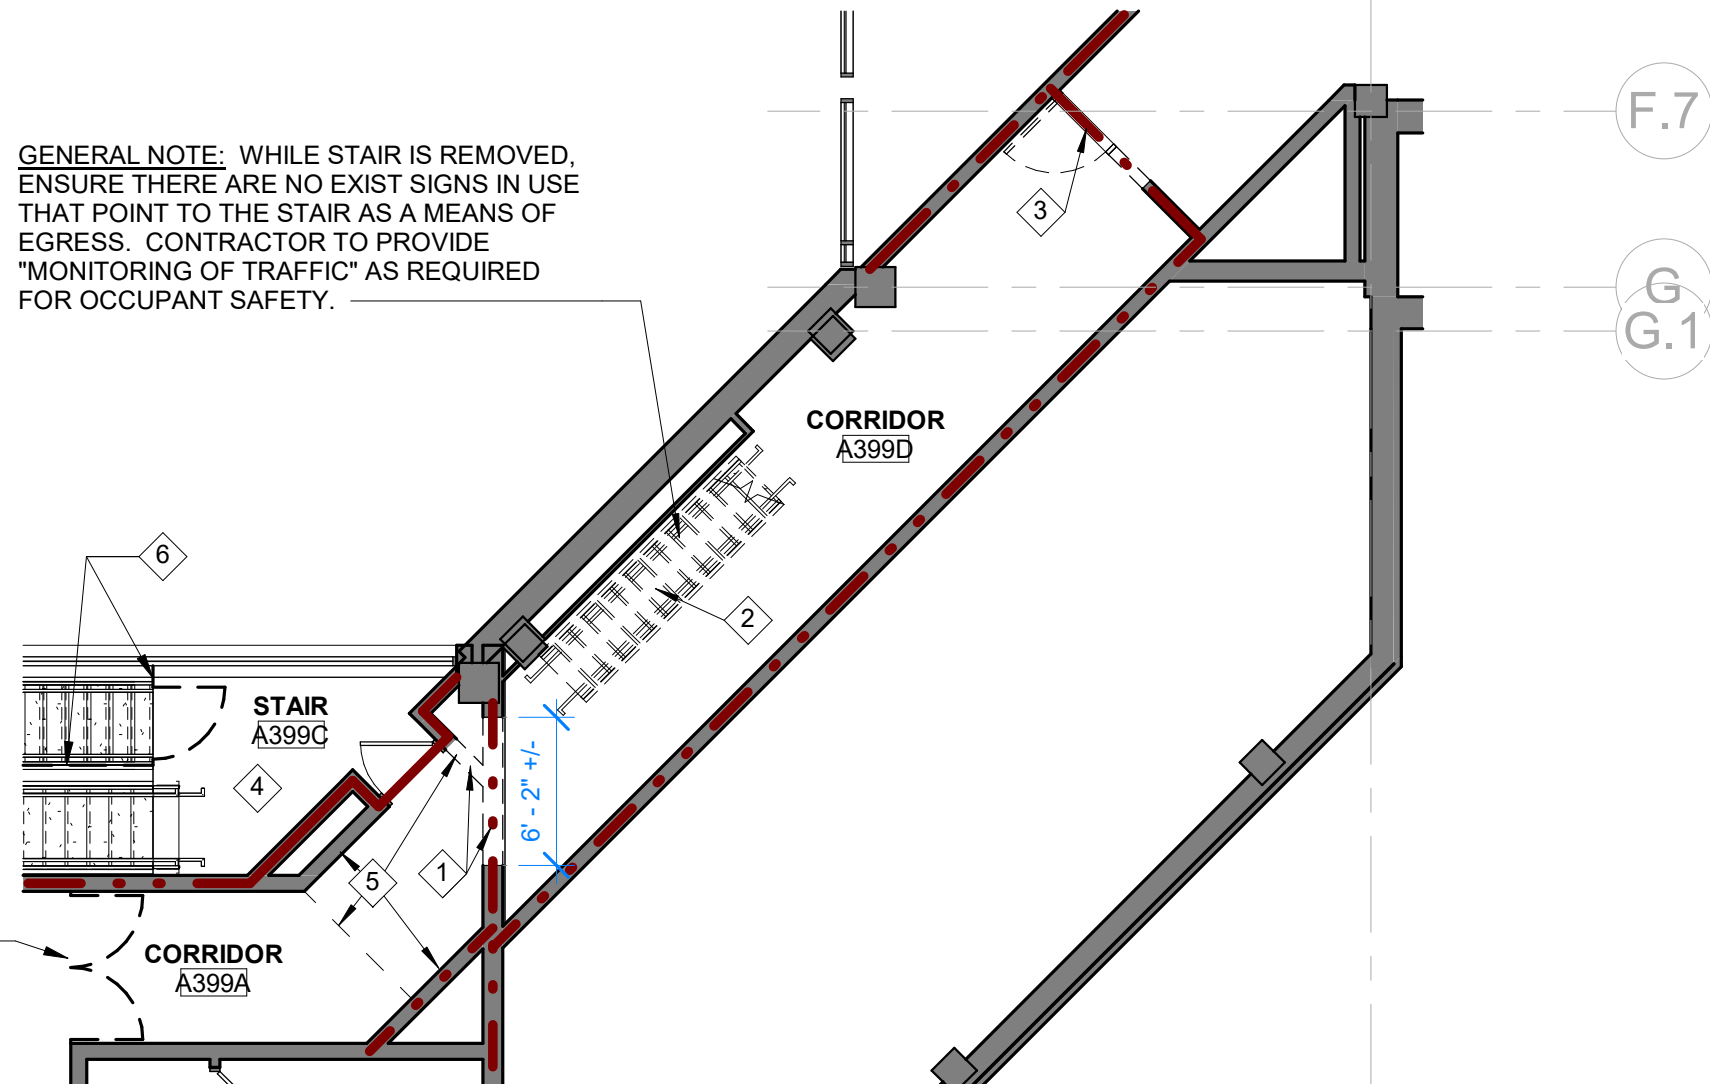 F.7
GENERAL NOTE: WHILE STAIR IS REMOVED,
ENSURE THERE ARE NO EXIST SIGNS IN USE
THAT POINT TO THE STAIR AS A MEANS OF
EGRESS. CONTRACTOR TO PROVIDE
"MONITORING OF TRAFFIC" AS REQUIRED
FOR OCCUPANT SAFETY.
3
G
G.1
CORRIDOR
A399D
6
2
STAIR
A399C
4
6' - 2" +/-
1
5
CORRIDOR
A399A